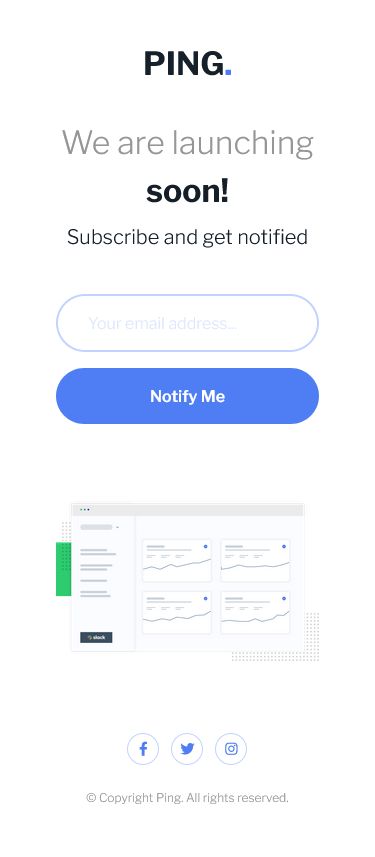 PING.
We are launching
soon!
Subscribe and get notified
Your email address...
Notify Me
slack
© Copyright Ping. All rights reserved.